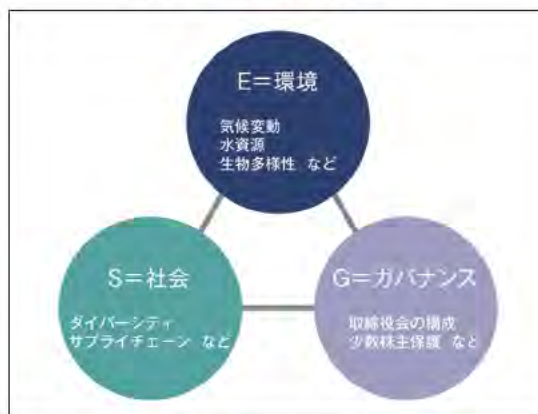 E＝環境
気候変動
水資源
生物多様性 など
S＝社会
ダイバーシティ
サプライチェーン など
G＝ガバナンス
取締役会の構成
少数株主保護 など